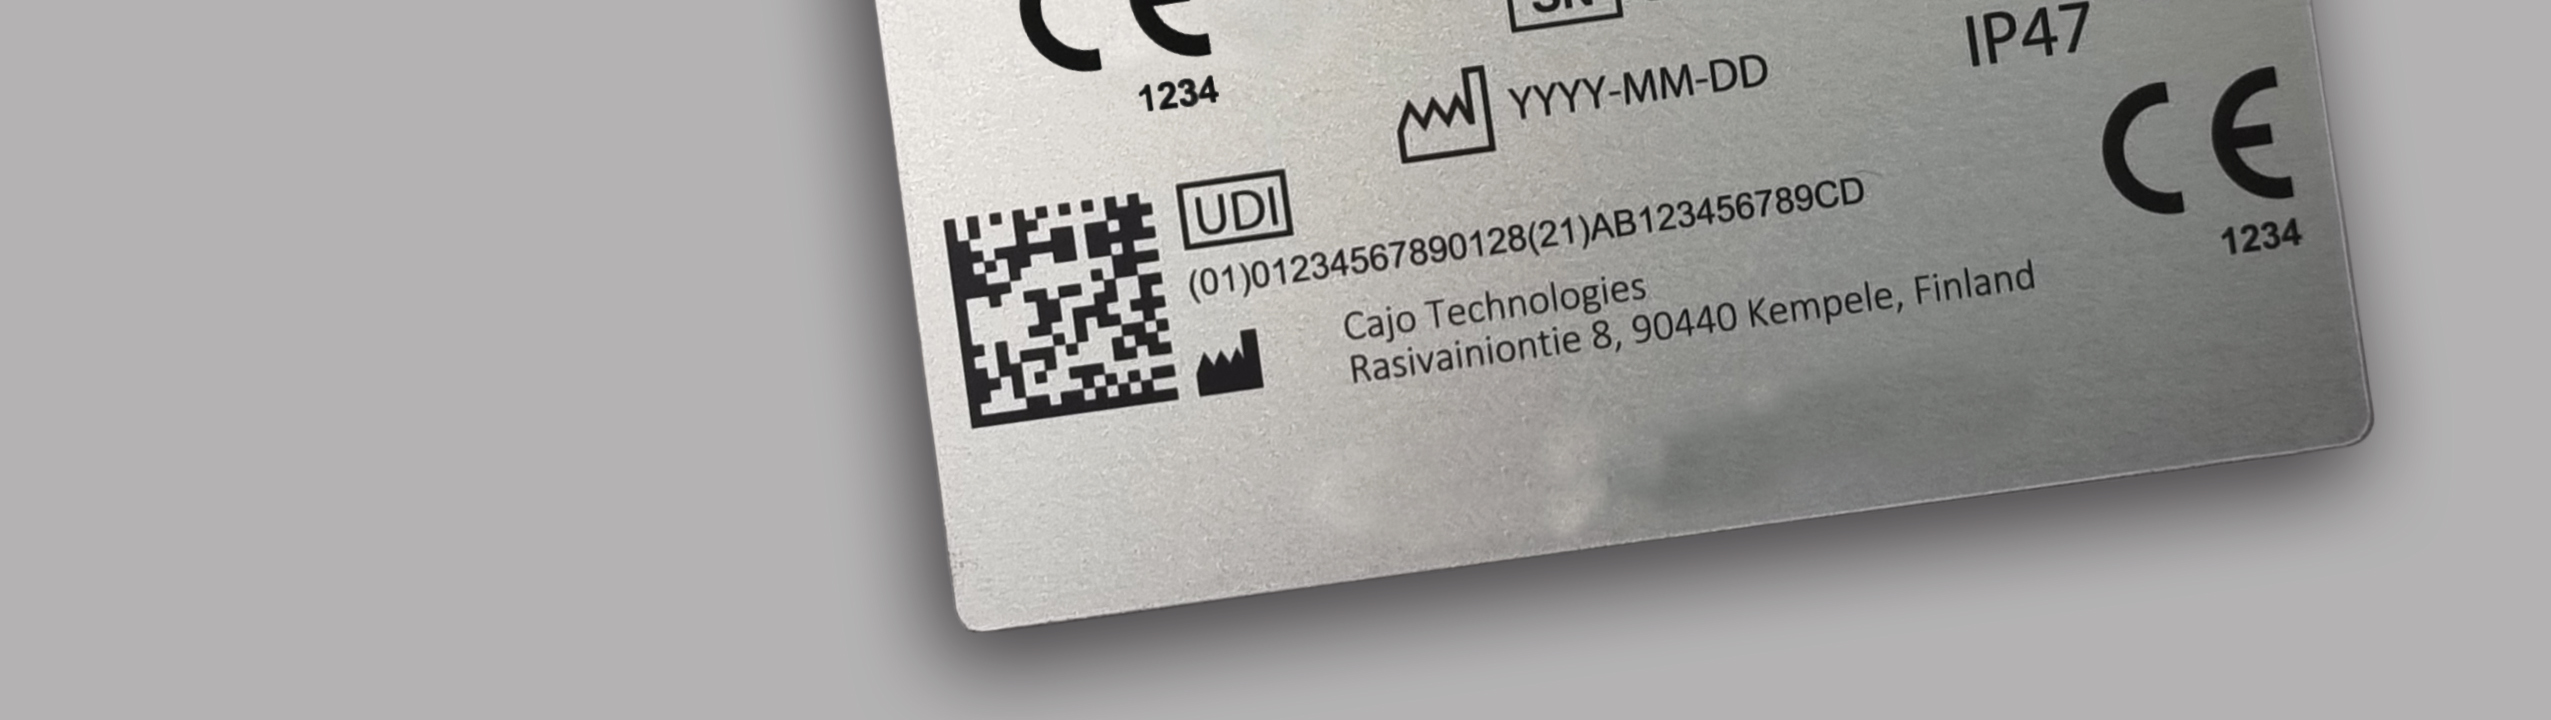 CE
1234
SN
IP47
YYYY-MM-DD
CE
1234
UDI
(01)01234567890128(21)AB123456789CD
Cajo Technologies
Rasivainiontie 8, 90440 Kempele, Finland